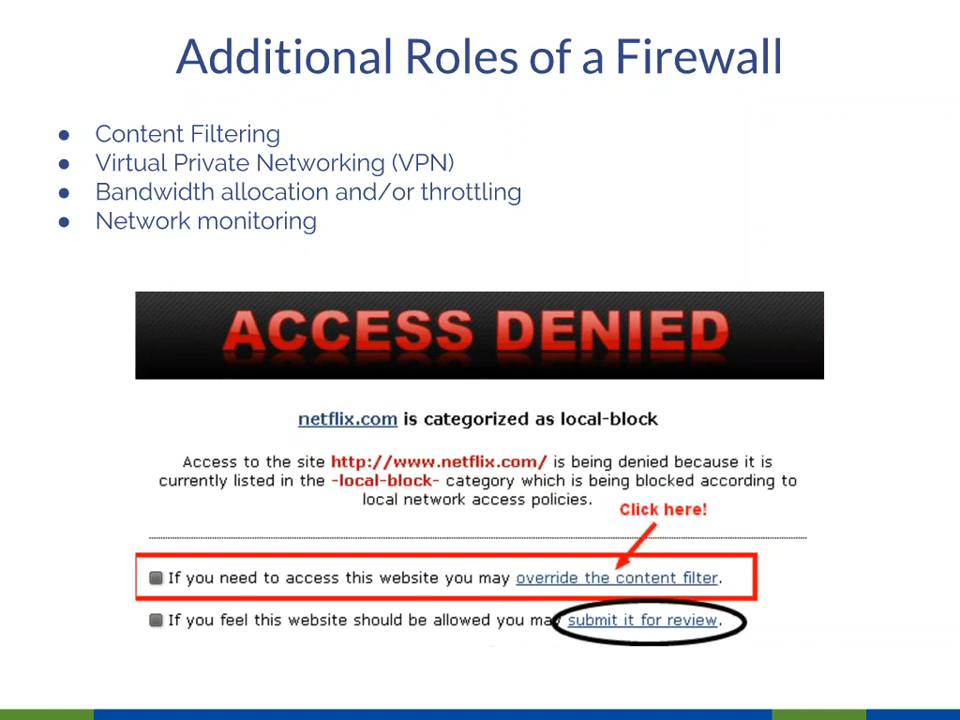 Additional Roles of a Firewall
● Content Filtering
● Virtual Private Networking (VPN)
● Bandwidth allocation and/or throttling
● Network monitoring
ACCESS DENIED
netflix.com is categorized as local-block
Access to the site http://www.netflix.com/ is being denied because it is
currently listed in the -local-block- category which is being blocked according to
local network access policies.
Click here!
If you need to access this website you may override the content filter.
If you feel this website should be allowed you may submit it for review.